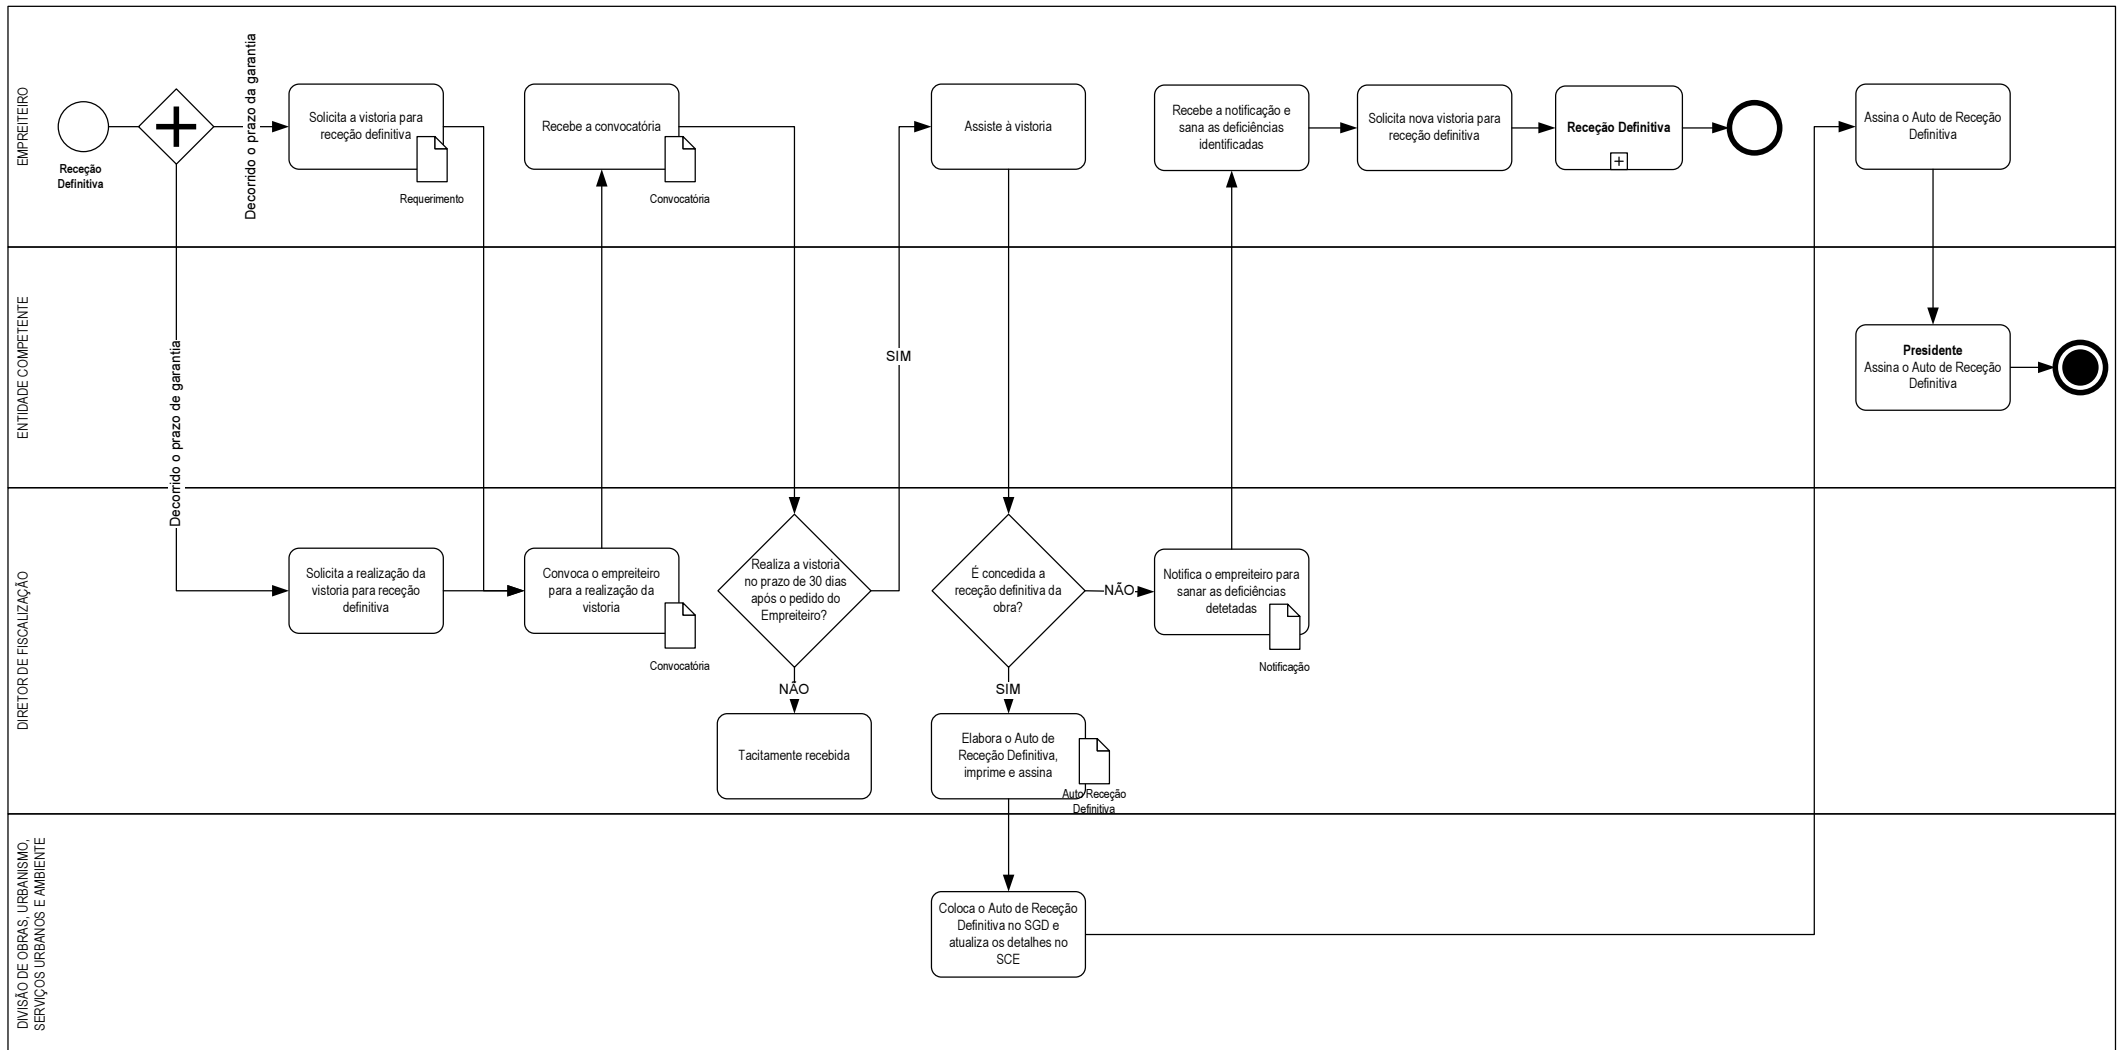 EMPREITEIRO
Receção
Definitiva
Decorrido o prazo da garantia
Solicita a vistoria para
receção definitiva
Requerimento
Recebe a convocatória
Convocatória
Assiste à vistoria
Recebe a notificação e
sana as deficiências
identificadas
Solicita nova vistoria para
receção definitiva
Receção Definitiva
Assina o Auto de Receção
Definitiva
ENTIDADE COMPETENTE
Decorrido o prazo de garantia
SIM
Presidente
Assina o Auto de Receção
Definitiva
DIRETOR DE FISCALIZAÇÃO
Solicita a realização da
vistoria para receção
definitiva
Convoca o empreiteiro
para a realização da
vistoria
Convocatória
Realiza a vistoria
no prazo de 30 dias
após o pedido do
Empreiteiro?
NÃO
Tacitamente recebida
É concedida a
receção definitiva da
obra?
NÃO
Notifica o empreiteiro para
sanar as deficiências
detetadas
Notificação
SIM
Elabora o Auto de
Receção Definitiva,
imprime e assina
Auto Receção
Definitiva
DIVISÃO DE OBRAS, URBANISMO,
SERVIÇOS URBANOS E AMBIENTE
Coloca o Auto de Receção
Definitiva no SGD e
atualiza os detalhes no
SCE